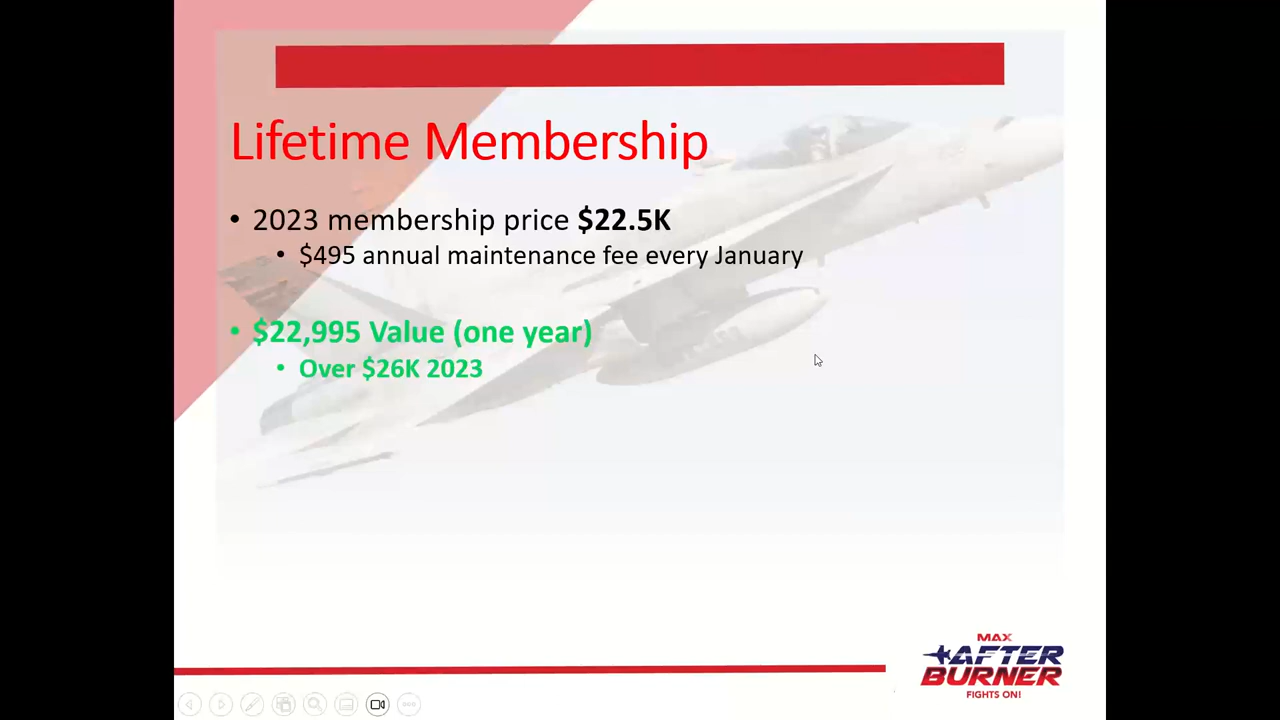 Lifetime Membership
• 2023 membership price $22.5K
• $495 annual maintenance fee every January
• $22,995 Value (one year)
• Over $26K 2023
MAX
AFTER
BURNER
FIGHTS ON!